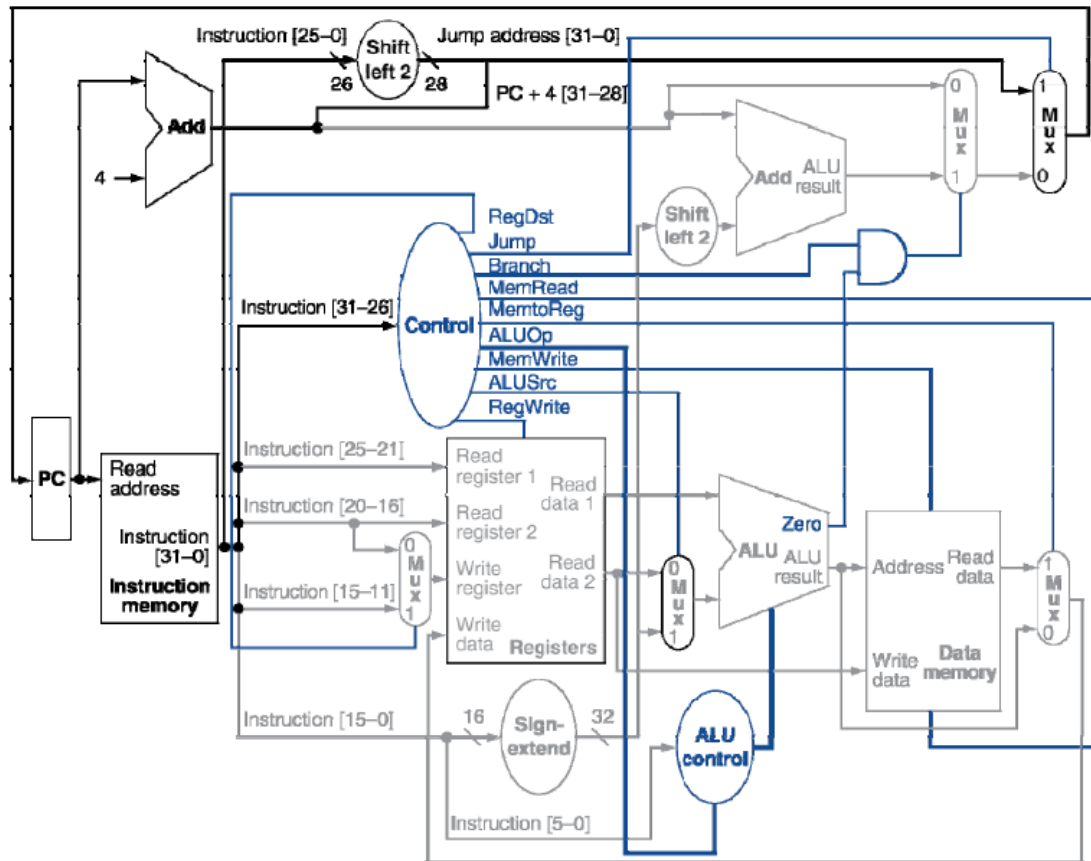 Instruction [25–0]
Shift
left 2
Jump address [31–0]
26
28
PC + 4 [31–28]
Add
4
0
M
u
x
1
1
M
u
x
0
Add
ALU
result
Shift
left 2
RegDst
Jump
Branch
MemRead
MemtoReg
ALUOp
MemWrite
ALUSrc
RegWrite
Instruction [31–26]
Control
PC
Read
address
Instruction
[31–0]
Instruction
memory
Instruction [25–21]
Instruction [20–16]
Instruction [15–11]
0
M
u
x
1
Read
register 1
Read
register 2
Write
register
Write
data
Read
data 1
Read
data 2
Registers
0
M
u
x
1
Zero
ALU
ALU
result
Address
Read
data
Write
data
Data
memory
1
M
u
x
0
Instruction [15–0]
16
Sign-
extend
32
ALU
control
Instruction [5–0]